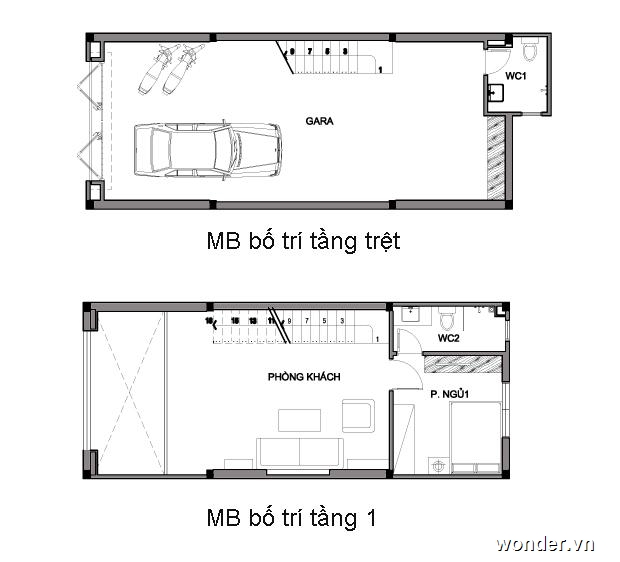 9 7 5 3
1
WC1
GARA
MB bố trí tầng trệt
15 13 11 9 7 5 3
1
WC2
PHÒNG KHÁCH
P. NGỦ1
MB bố trí tầng 1
wonder.vn